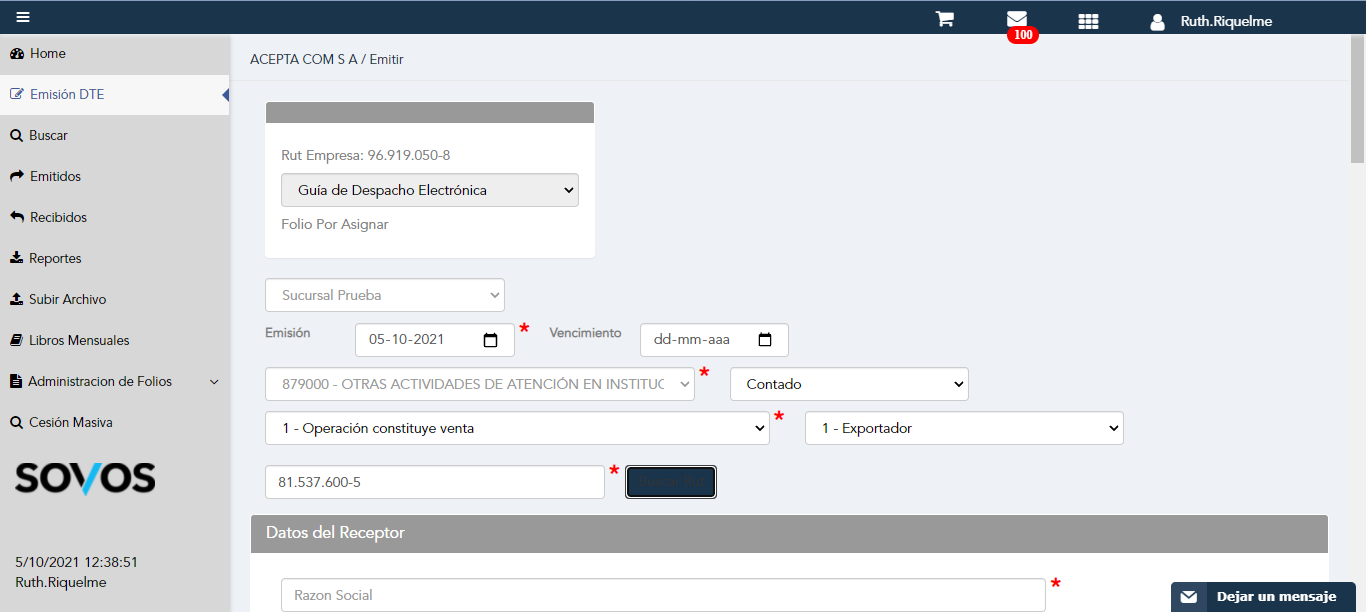 100
Ruth.Riquelme
Home
Emisión DTE
Buscar
Emitidos
Recibidos
Reportes
Subir Archivo
Libros Mensuales
Administracion de Folios
Cesión Masiva
SOVOS
5/10/2021 12:38:51
Ruth.Riquelme
ACEPTA COM S A / Emitir
Rut Empresa: 96.919.050-8
Guía de Despacho Electrónica
Folio Por Asignar
Sucursal Prueba
Emisión 05-10-2021 * Vencimiento dd-mm-aaa
879000 - OTRAS ACTIVIDADES DE ATENCIÓN EN INSTITUC * Contado
1 - Operación constituye venta * 1 - Exportador
81.537.600-5 *
Datos del Receptor
Razon Social *
Dejar un mensaje